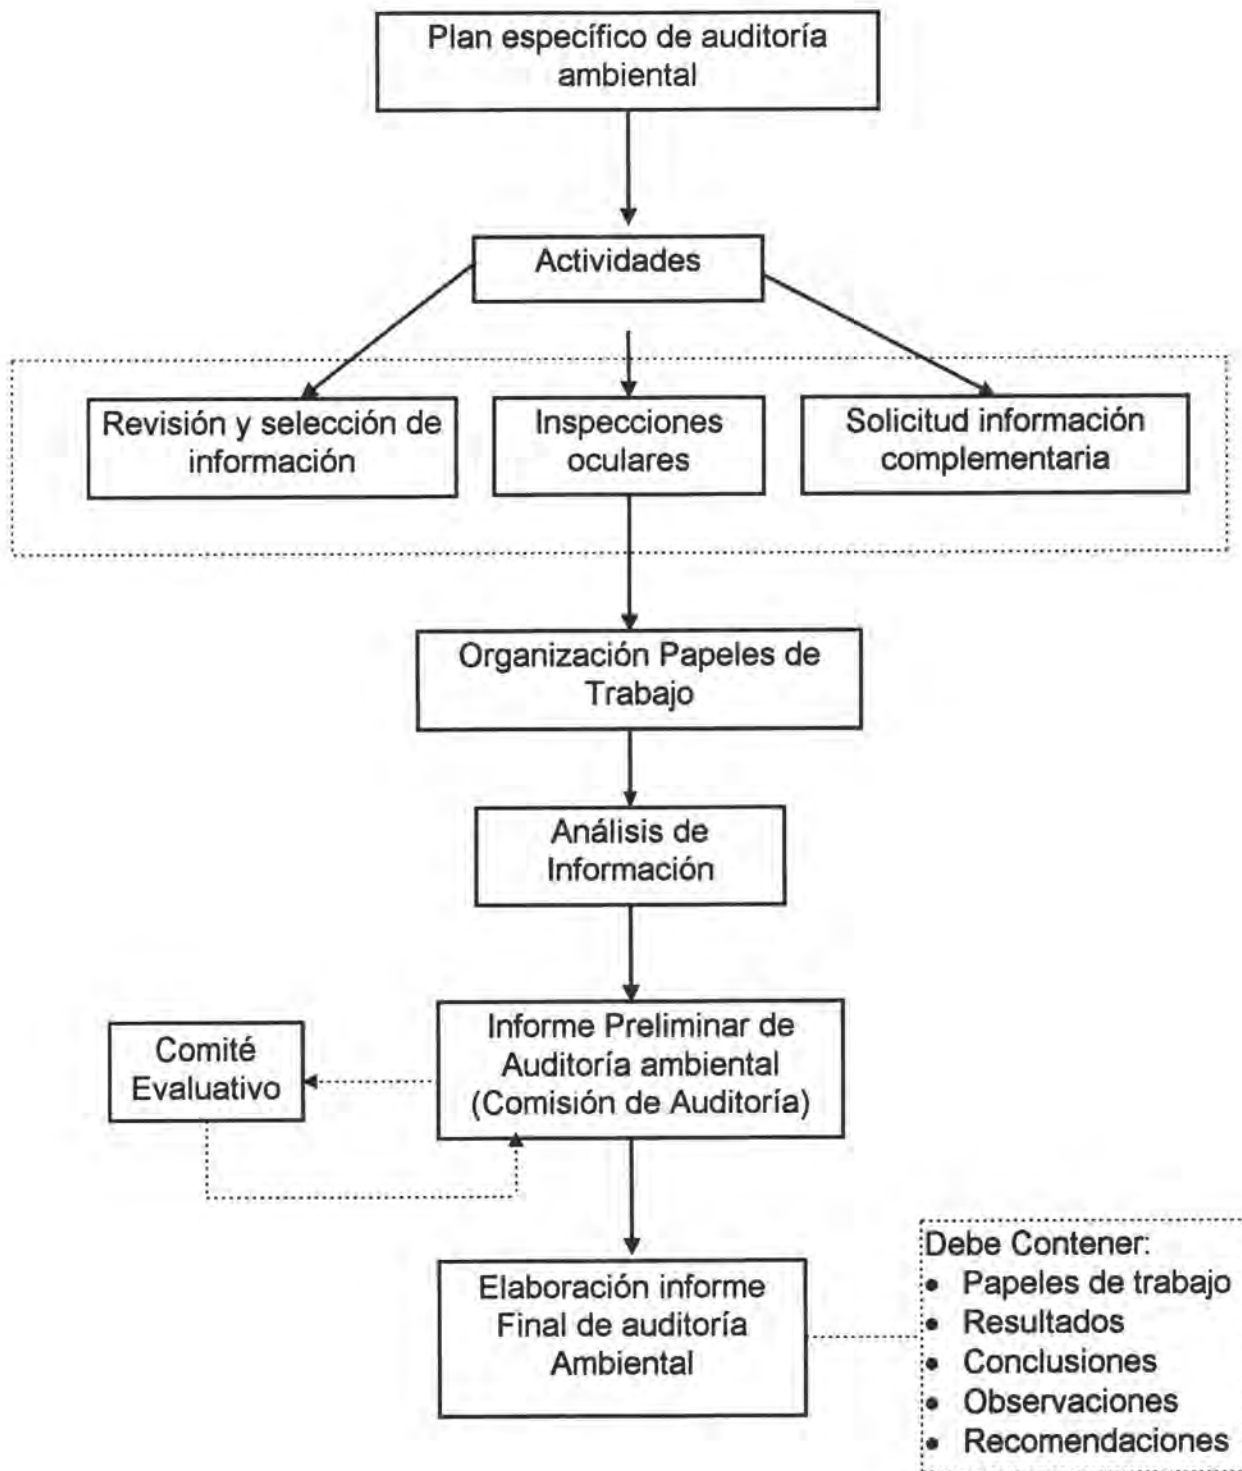 Plan específico de auditoría
ambiental
Actividades
Revisión y selección de
información
Inspecciones
oculares
Solicitud información
complementaria
Organización Papeles de
Trabajo
Análisis de
Información
Informe Preliminar de
Auditoría ambiental
(Comisión de Auditoría)
Comité
Evaluativo
Elaboración informe
Final de auditoría
Ambiental
Debe Contener:
• Papeles de trabajo
• Resultados
• Conclusiones
• Observaciones
• Recomendaciones